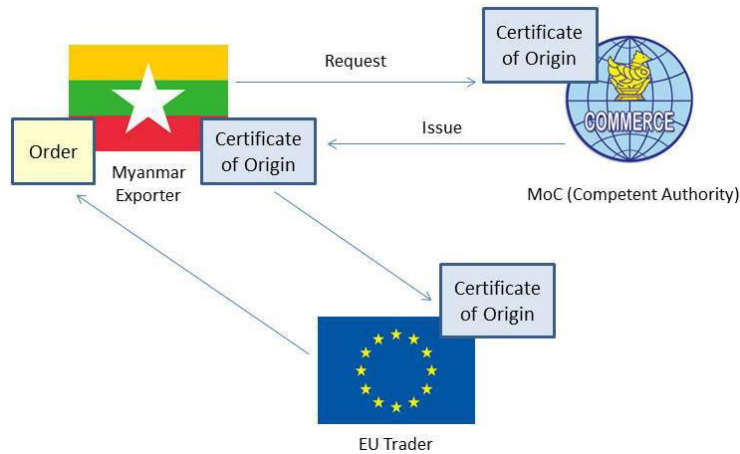 Certificate
of Origin
Request
COMMERCE
Issue
Order
Certificate
of Origin
Myanmar
Exporter
MoC (Competent Authority)
Certificate
of Origin
EU Trader